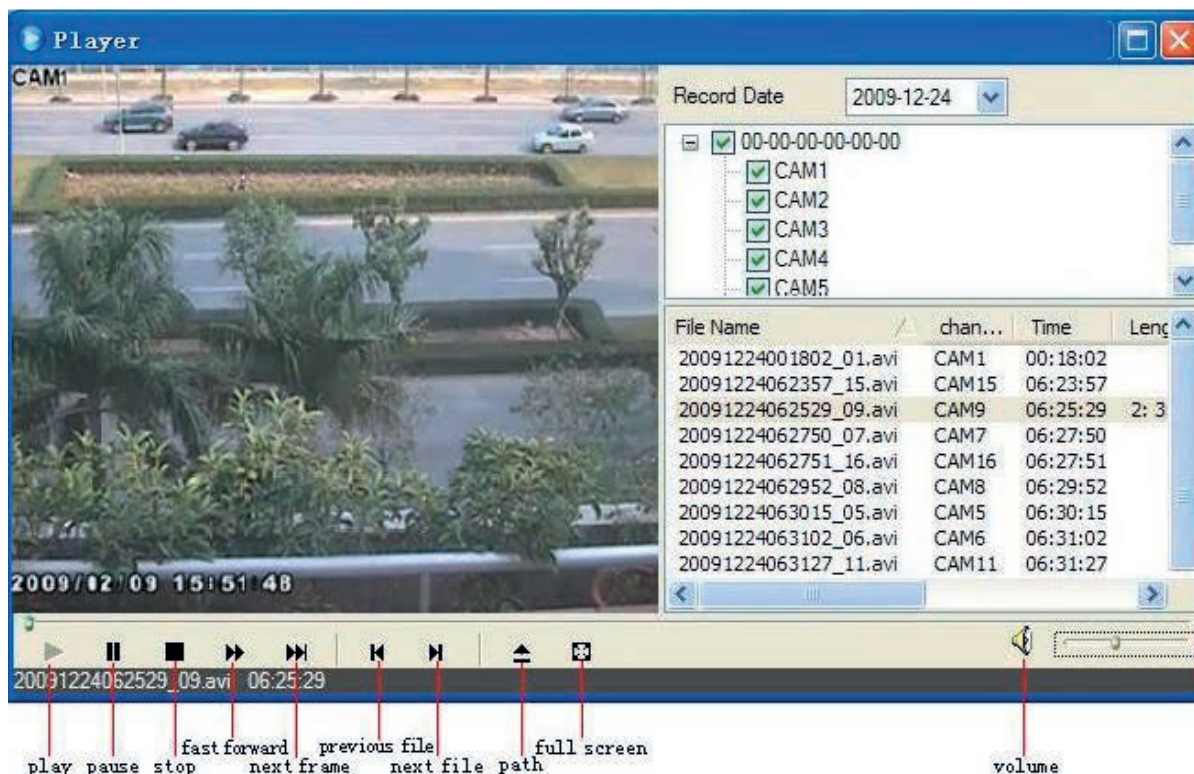 Player
CAM1
Record Date 2009-12-24
00-00-00-00-00-00
CAM1
CAM2
CAM3
CAM4
CAM5
File Name chan... Time Leng
20091224001802_01.avi CAM1 00:18:02
20091224062357_15.avi CAM15 06:23:57
20091224062529_09.avi CAM9 06:25:29 2: 3
20091224062750_07.avi CAM7 06:27:50
20091224062751_16.avi CAM16 06:27:51
20091224062952_08.avi CAM8 06:29:52
20091224063015_05.avi CAM5 06:30:15
20091224063102_06.avi CAM6 06:31:02
20091224063127_11.avi CAM11 06:31:27
2009/02/09 15:51:48
20091224062529_09.avi 06:25:29
fast forward previous file full screen
play pause stop next frame next file path volume